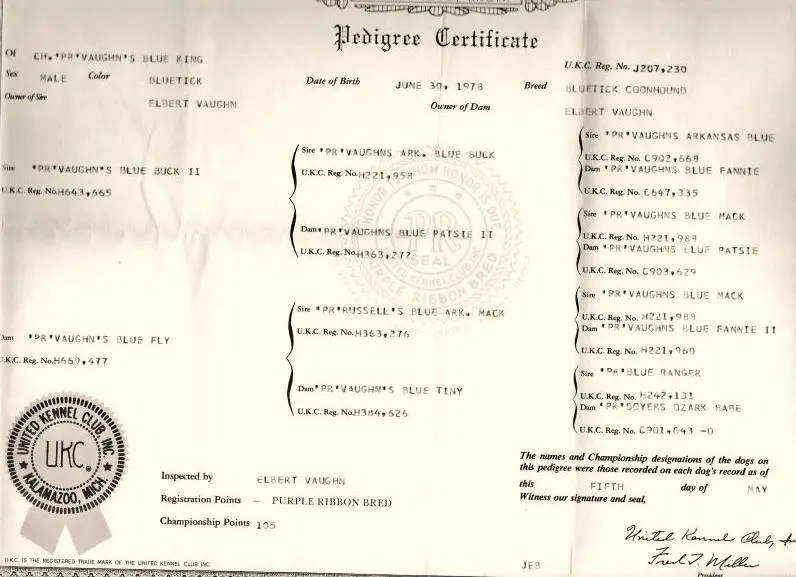 Pedigree Certificate
Of CH. 'PR'VAUGHN'S BLUE KING
U.K.C. Reg. No. J207,230
Sex MALE Color BLUETICK
Date of Birth JUNE 30, 1978
Breed BLUETICK COONHOUND
Owner of Sire ELBERT VAUGHN
Owner of Dam ELBERT VAUGHN
Sire 'PR'VAUGHN'S BLUE BUCK II
U.K.C. Reg. No.H643,665
Dam 'PR'VAUGHN'S BLUE FLY
U.K.C. Reg. No.H659,477
Sire 'PR'VAUGHNS ARK. BLUE BUCK
U.K.C. Reg. No.H221,958
Dam 'PR'VAUGHNS BLUE PATSIE II
U.K.C. Reg. No.H363,272
Sire 'PR'RUSSELL'S BLUE ARK. MACK
U.K.C. Reg. No.H363,276
Dam 'PR'VAUGHN'S BLUE TINY
U.K.C. Reg. No.H384,626
Sire 'PR'VAUGHNS ARKANSAS BLUE
U.K.C. Reg. No. C902,668
Dam 'PR'VAUGHNS BLUE FANNIE
U.K.C. Reg. No. C647,335
Sire 'PR'VAUGHNS BLUE MACK
U.K.C. Reg. No. H221,989
Dam 'PR'VAUGHNS BLUE PATSIE
U.K.C. Reg. No. C903,629
Sire 'PR'VAUGHNS BLUE MACK
U.K.C. Reg. No. H221,989
Dam 'PR'VAUGHNS BLUE FANNIE II
U.K.C. Reg. No. H221,960
Sire 'PR'BLUE RANGER
U.K.C. Reg. No. H242,131
Dam 'PR' OZARK BABE
U.K.C. Reg. No. C901,043 -D
HONOR TO WHOM HONOR IS DUE
PR
SEAL
UNITED KENNEL CLUB INC.
PURPLE RIBBON BRED
UNITED KENNEL CLUB INC
UKC®
KALAMAZOO, MICH
Inspected by ELBERT VAUGHN
Registration Points — PURPLE RIBBON BRED
Championship Points 105
The names and Championship designations of the dogs on
this pedigree were those recorded on each dog's record as of
this FIFTH day of MAY
Witness our signature and seal,
United Kennel Club, Inc
Fred T. Miller
President
JEB
U.K.C. IS THE REGISTERED TRADE MARK OF THE UNITED KENNEL CLUB INC.